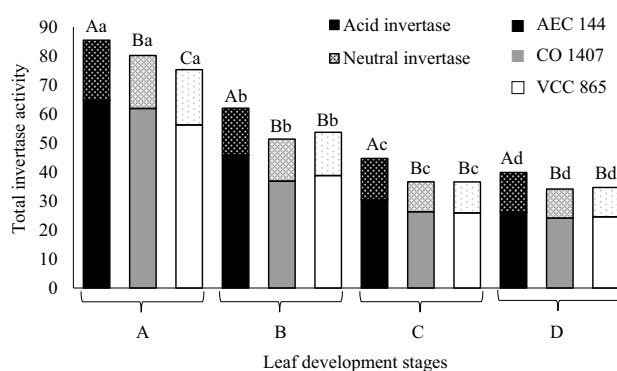 Acid invertase
Neutral invertase
AEC 144
CO 1407
VCC 865
Total invertase activity
90
80
70
60
50
40
30
20
10
0
Aa
Ba
Ca
Ab
Bb
Bb
Ac
Bc
Bc
Ad
Bd
Bd
A
B
C
D
Leaf development stages